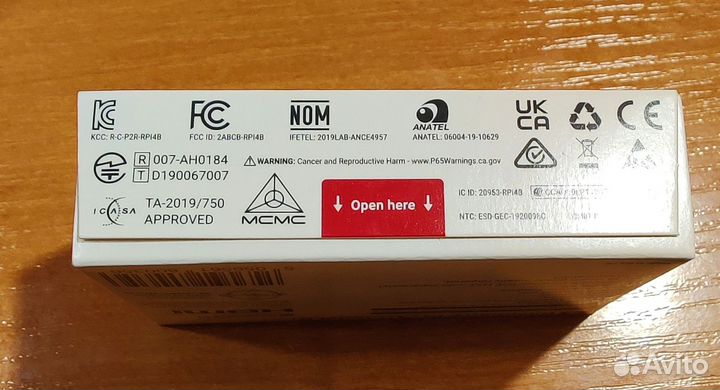 KCC: R-C-P2R-RPI4B
FC
FCC ID: 2ABCB-RPI4B
NOM
IFETEL: 2019LAB-ANCE4957
ANATEL
ANATEL: 06004-19-10629
UK
CA
CE
R 007-AH0184
T D190067007
WARNING: Cancer and Reproductive Harm - www.P65Warnings.ca.gov
ICASA
TA-2019/750
APPROVED
MCMC
Open here
IC ID: 20953-RPI4B
NTC: ESD-GEC-1920098C
Avito